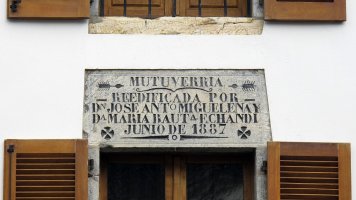 MUTUVERRIA
REEDIFICADA POR
Dⁿ JOSE ANTº MIGUELENA Y
Dª MARIA BAUTª ECHANDI
JUNIO DE 1887